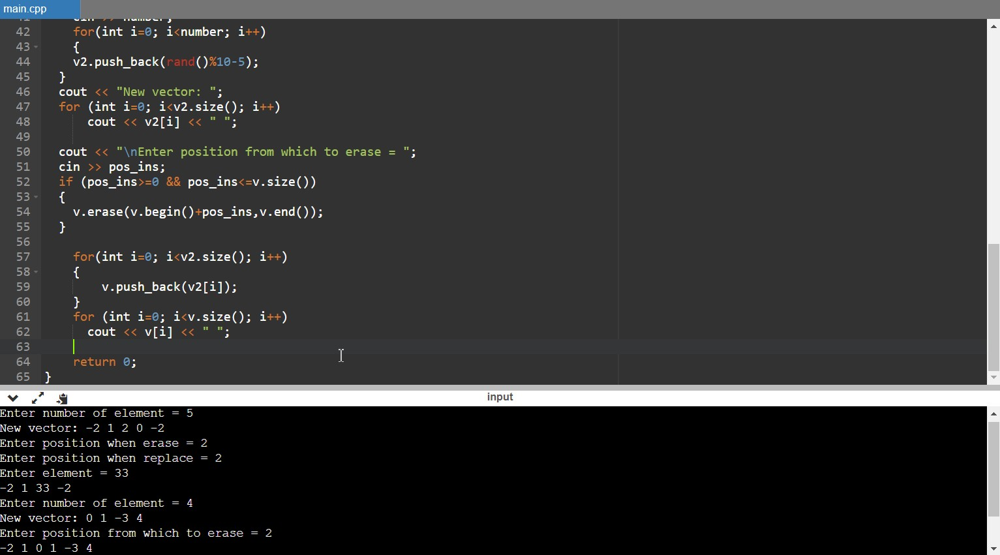 main.cpp
41 cin >> number;
42 for(int i=0; i<number; i++)
43 {
44 v2.push_back(rand()%10-5);
45 }
46 cout << "New vector: ";
47 for (int i=0; i<v2.size(); i++)
48 cout << v2[i] << " ";
49
50 cout << "\nEnter position from which to erase = ";
51 cin >> pos_ins;
52 if (pos_ins>=0 && pos_ins<=v.size())
53 {
54 v.erase(v.begin()+pos_ins,v.end());
55 }
56
57 for(int i=0; i<v2.size(); i++)
58 {
59 v.push_back(v2[i]);
60 }
61 for (int i=0; i<v.size(); i++)
62 cout << v[i] << " ";
63
64 return 0;
65 }
input
Enter number of element = 5
New vector: -2 1 2 0 -2
Enter position when erase = 2
Enter position when replace = 2
Enter element = 33
-2 1 33 -2
Enter number of element = 4
New vector: 0 1 -3 4
Enter position from which to erase = 2
-2 1 0 1 -3 4